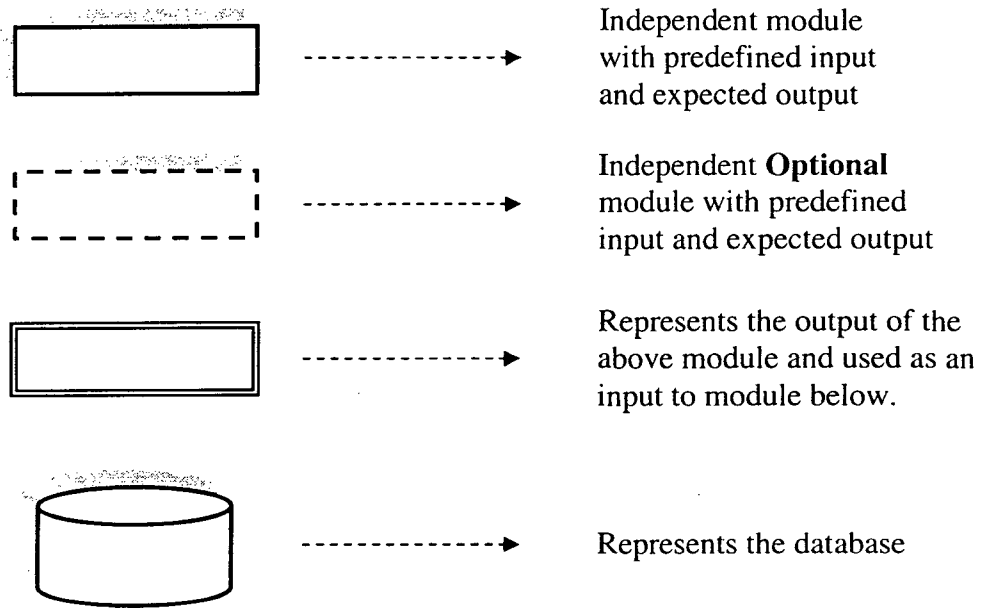 Independent module
with predefined input
and expected output
Independent Optional
module with predefined
input and expected output
Represents the output of the
above module and used as an
input to module below.
Represents the database